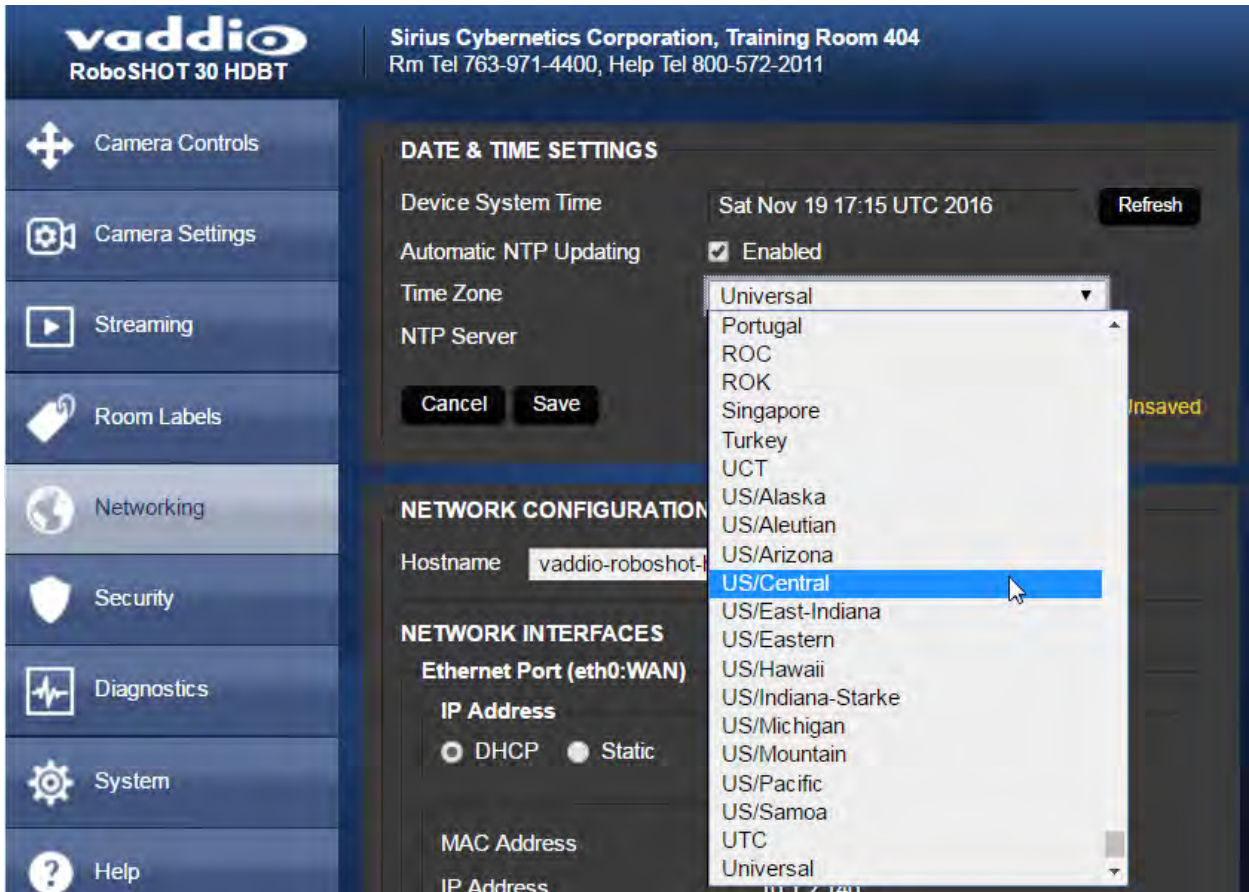 vaddio
RoboSHOT 30 HDBT
Sirius Cybernetics Corporation, Training Room 404
Rm Tel 763-971-4400, Help Tel 800-572-2011
Camera Controls
Camera Settings
Streaming
Room Labels
Networking
Security
Diagnostics
System
Help
DATE & TIME SETTINGS
Device System Time Sat Nov 19 17:15 UTC 2016 Refresh
Automatic NTP Updating Enabled
Time Zone Universal
NTP Server
Cancel Save
Portugal
ROC
ROK
Singapore
Turkey
UCT
US/Alaska
US/Aleutian
US/Arizona
US/Central
US/East-Indiana
US/Eastern
US/Hawaii
US/Indiana-Starke
US/Michigan
US/Mountain
US/Pacific
US/Samoa
UTC
Universal
NETWORK CONFIGURATION
Hostname vaddio-roboshot-
NETWORK INTERFACES
Ethernet Port (eth0:WAN)
IP Address
DHCP Static
MAC Address
IP Address